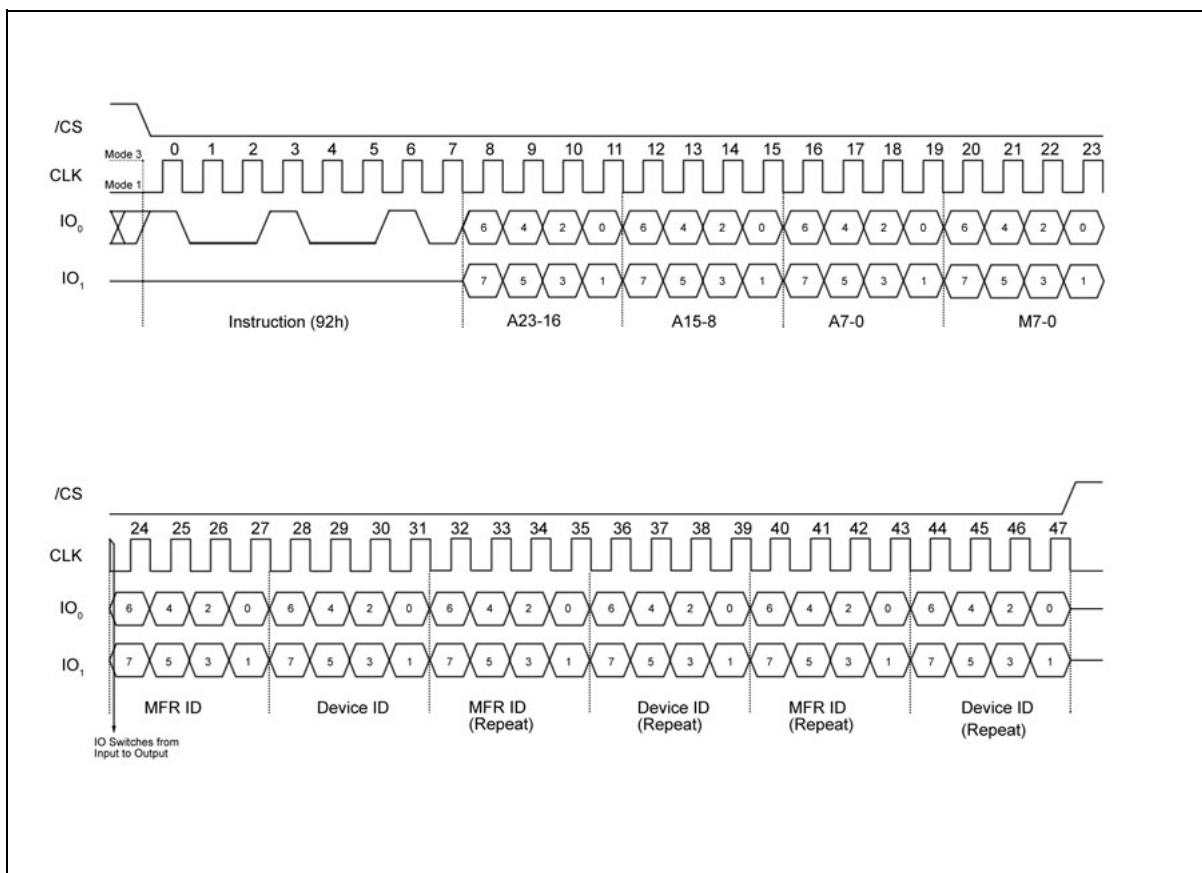 /CS
Mode 3
0 1 2 3 4 5 6 7 8 9 10 11 12 13 14 15 16 17 18 19 20 21 22 23
CLK
Mode 1
IO0
6 4 2 0 6 4 2 0 6 4 2 0 6 4 2 0
IO1
7 5 3 1 7 5 3 1 7 5 3 1 7 5 3 1
Instruction (92h) A23-16 A15-8 A7-0 M7-0
/CS
24 25 26 27 28 29 30 31 32 33 34 35 36 37 38 39 40 41 42 43 44 45 46 47
CLK
IO0
6 4 2 0 6 4 2 0 6 4 2 0 6 4 2 0 6 4 2 0 6 4 2 0
IO1
7 5 3 1 7 5 3 1 7 5 3 1 7 5 3 1 7 5 3 1 7 5 3 1
MFR ID Device ID MFR ID Device ID MFR ID Device ID
(Repeat) (Repeat) (Repeat) (Repeat)
IO Switches from
Input to Output